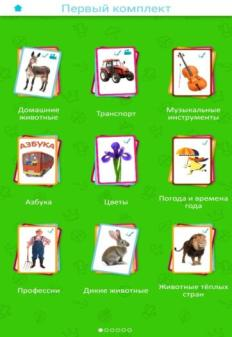 Первый комплект
Домашние
животные
Транспорт
Музыкальные
инструменты
АЗБУКА
Азбука
Цветы
Погода и времена
года
Профессии
Дикие животные
Животные тёплых
стран